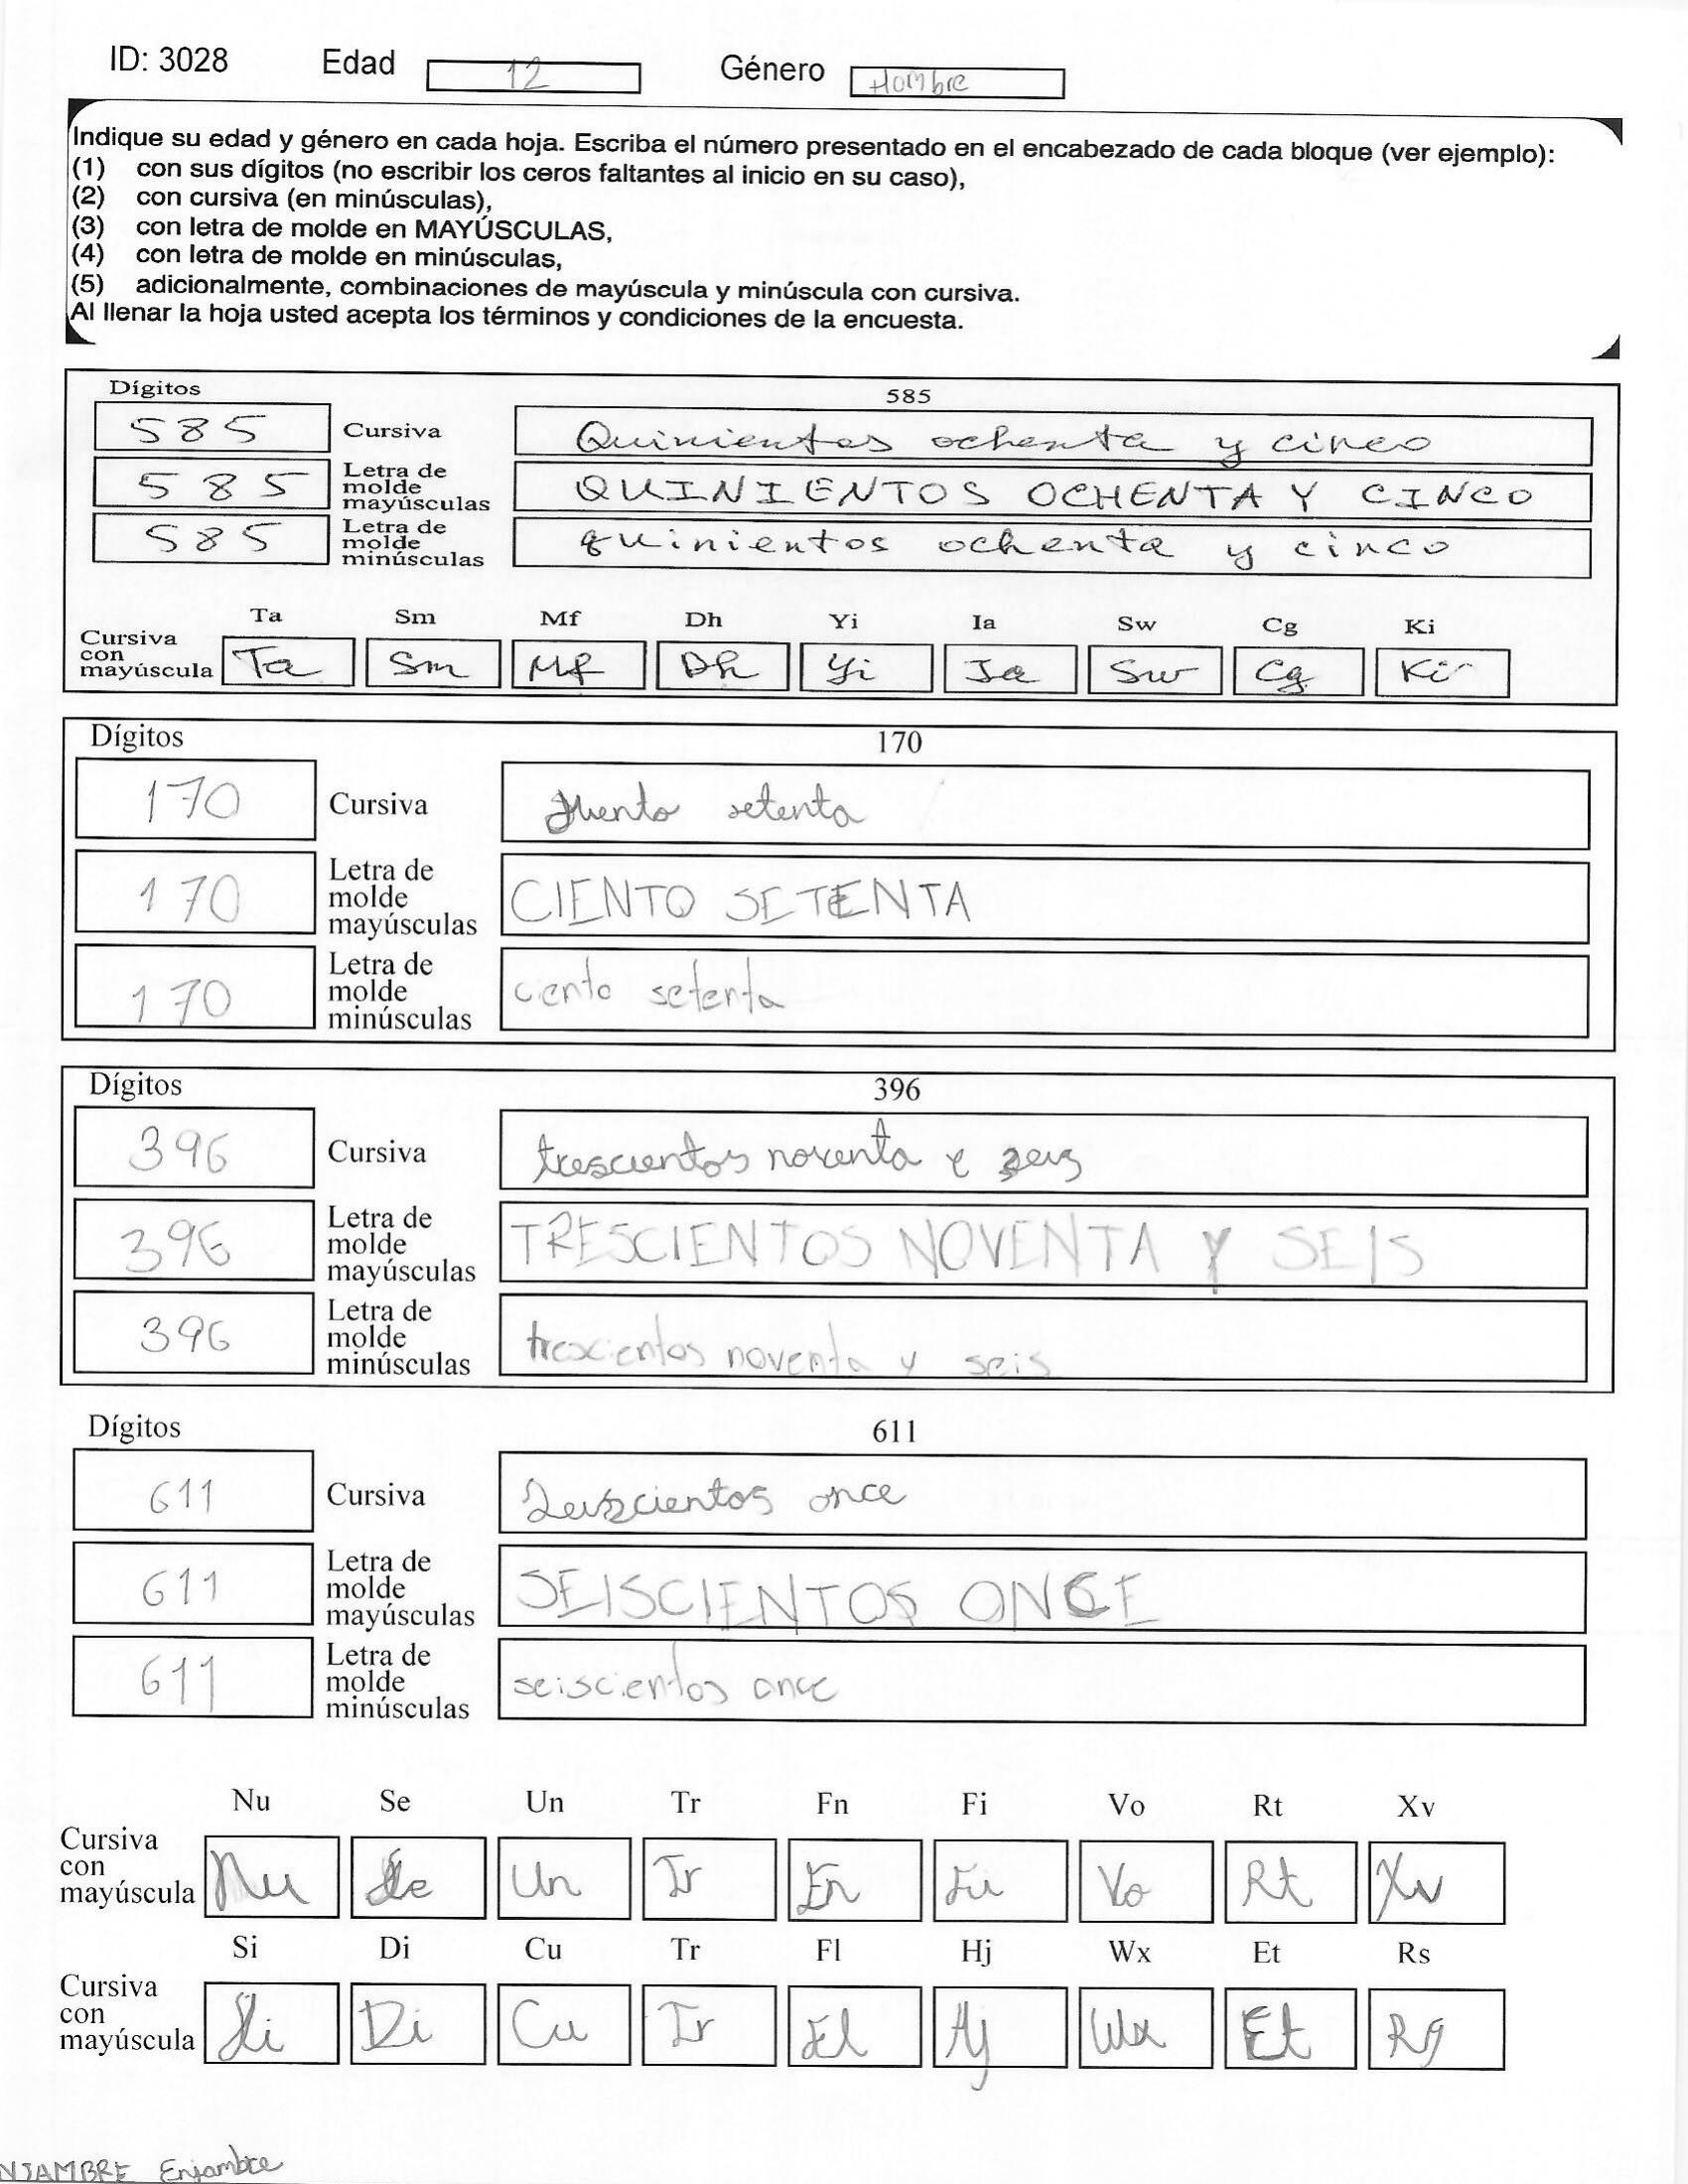 ID: 3028 Edad 12 Género Hombre
Indique su edad y género en cada hoja. Escriba el número presentado en el encabezado de cada bloque (ver ejemplo):
(1) con sus dígitos (no escribir los ceros faltantes al inicio en su caso),
(2) con cursiva (en minúsculas),
(3) con letra de molde en MAYÚSCULAS,
(4) con letra de molde en minúsculas,
(5) adicionalmente, combinaciones de mayúscula y minúscula con cursiva.
Al llenar la hoja usted acepta los términos y condiciones de la encuesta.
Dígitos 585
585 Cursiva Quinientos ochenta y cinco
585 Letra de molde mayúsculas QUINIENTOS OCHENTA Y CINCO
585 Letra de molde minúsculas quinientos ochenta y cinco
Ta Sm Mf Dh Yi Ia Sw Cg Ki
Cursiva con mayúscula Ta Sm Mf Dh Yi Ia Sw Cg Ki
Dígitos 170
170 Cursiva setenta
170 Letra de molde mayúsculas CIENTO SETENTA
170 Letra de molde minúsculas ciento setenta
Dígitos 396
396 Cursiva trescientos noventa y seis
396 Letra de molde mayúsculas TRESCIENTOS NOVENTA Y SEIS
396 Letra de molde minúsculas trescientos noventa y seis
Dígitos 611
611 Cursiva Seiscientos once
611 Letra de molde mayúsculas SEISCIENTOS ONCE
611 Letra de molde minúsculas seiscientos once
Nu Se Un Tr Fn Fi Vo Rt Xv
Cursiva con mayúscula Nu Se Un Tr Fn Fi Vo Rt Xv
Si Di Cu Tr Fl Hj Wx Et Rs
Cursiva con mayúscula Si Di Cu Tr Fl Hj Wx Et Rs
NJAMBRE Enjambre